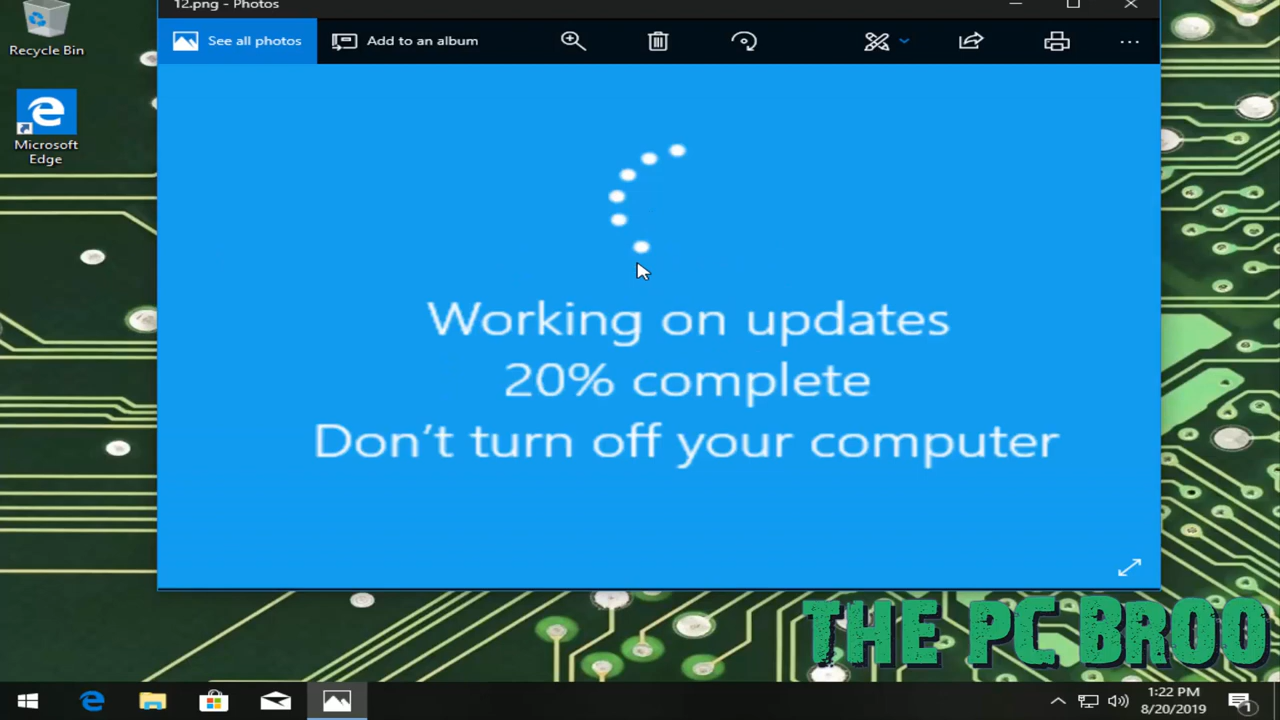 12.png - Photos
Recycle Bin
See all photos
Add to an album
Microsoft
Edge
Working on updates
20% complete
Don't turn off your computer
THE PC BROO
1:22 PM
8/20/2019
1